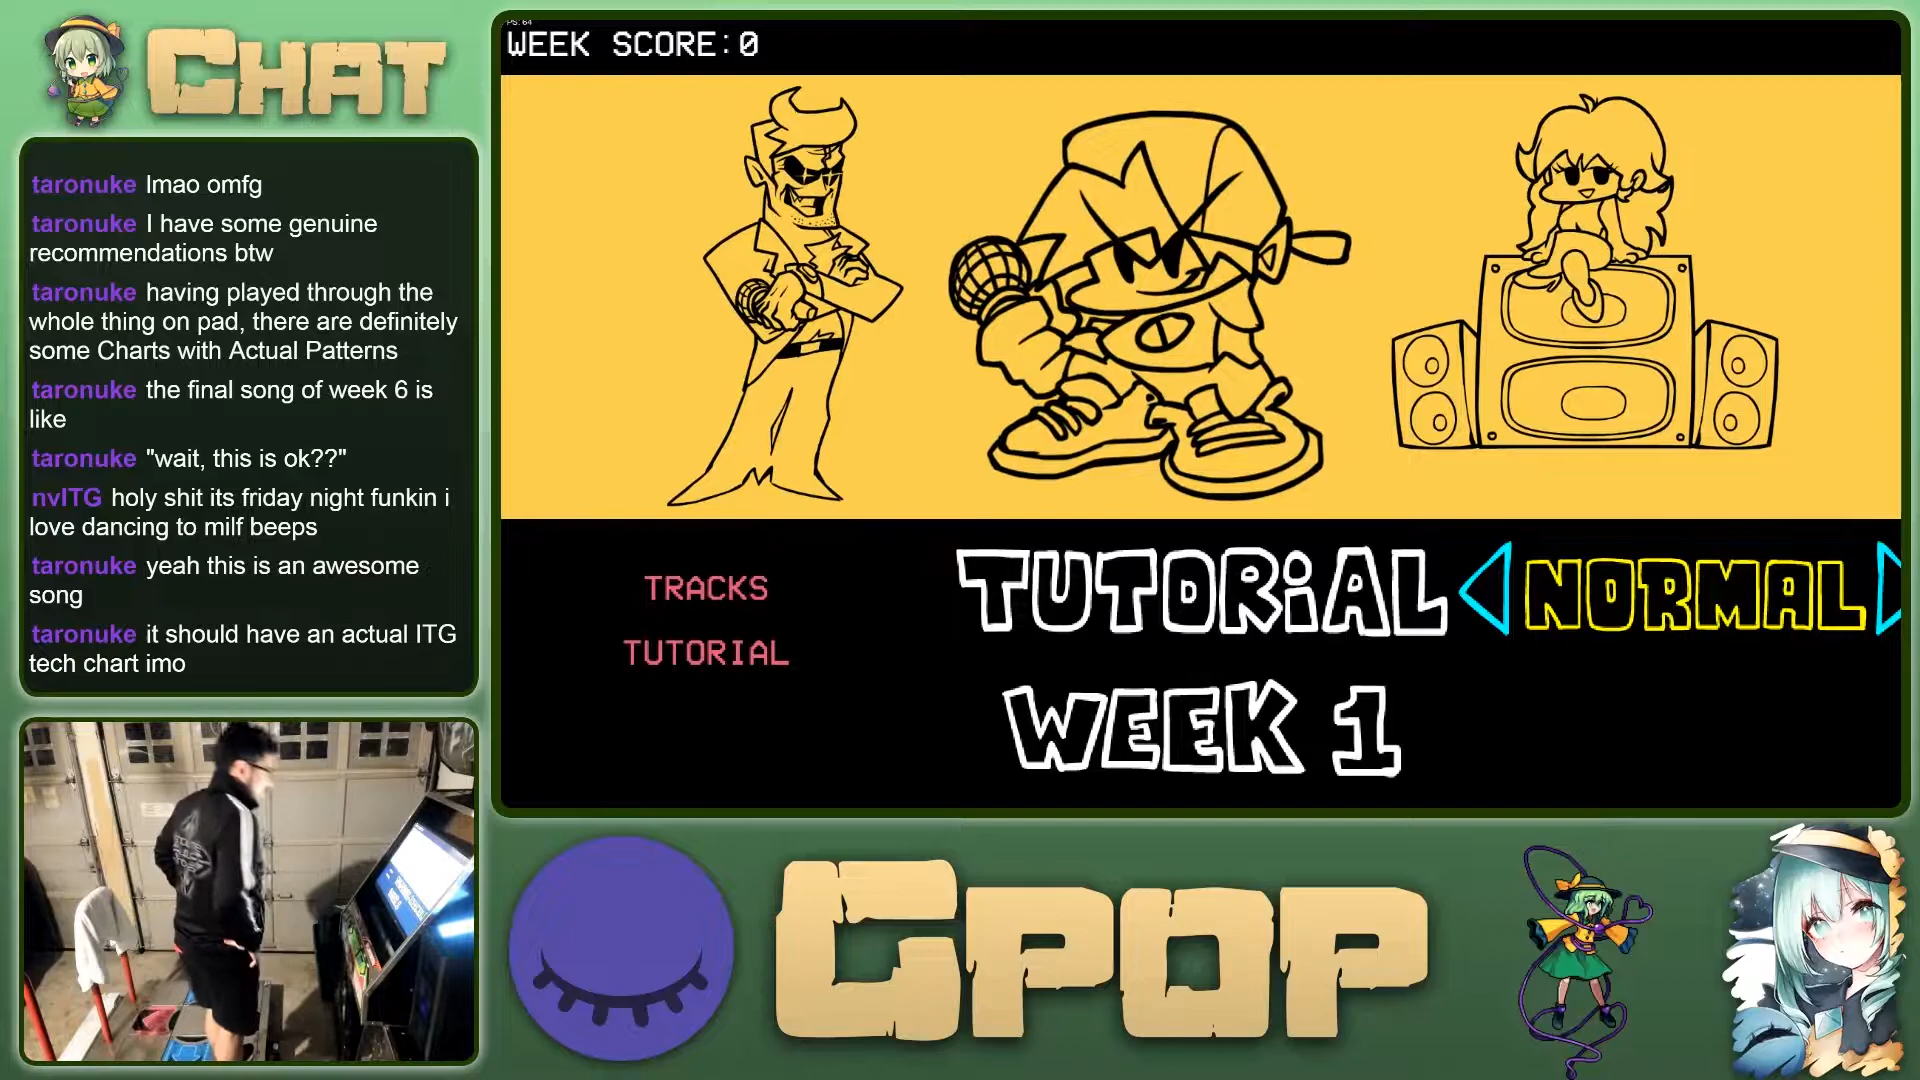 CHAT
taronuke lmao omfg
taronuke I have some genuine
recommendations btw
taronuke having played through the
whole thing on pad, there are definitely
some Charts with Actual Patterns
taronuke the final song of week 6 is
like
taronuke "wait, this is ok??"
nvITG holy shit its friday night funkin i
love dancing to milf beeps
taronuke yeah this is an awesome
song
taronuke it should have an actual ITG
tech chart imo
WEEK SCORE:0
TRACKS
TUTORIAL
TUTORiAL
NORMAL
WEEK 1
GPOP